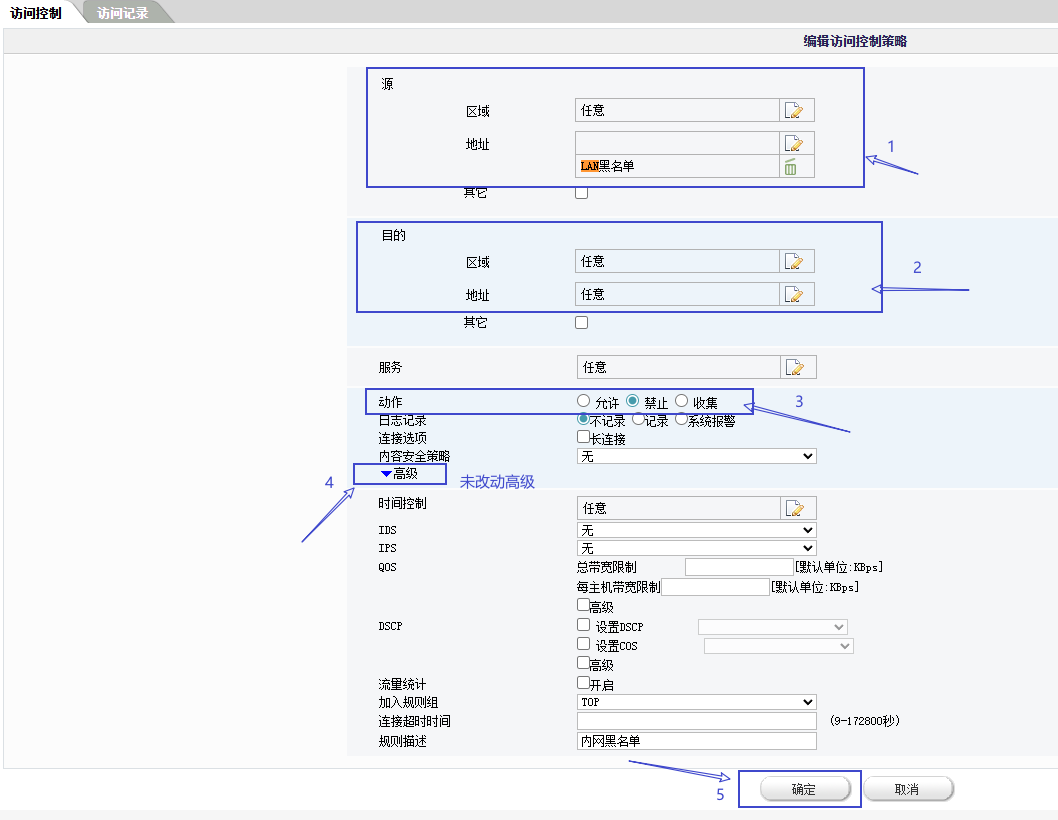 访问控制 访问记录
编辑访问控制策略
源
区域 任意
地址
LAN黑名单
1
其它
目的
区域 任意
2
地址 任意
其它
服务 任意
动作 允许 禁止 收集
3
日志记录 不记录 记录 系统报警
连接选项 长连接
内容安全策略 无
高级
4 未改动高级
时间控制 任意
IDS 无
IPS 无
QOS 总带宽限制 [默认单位:KBps]
每主机带宽限制 [默认单位:KBps]
高级
DSCP 设置DSCP
设置COS
高级
流量统计 开启
加入规则组 TOP
连接超时时间 (9-172800秒)
规则描述 内网黑名单
5 确定 取消